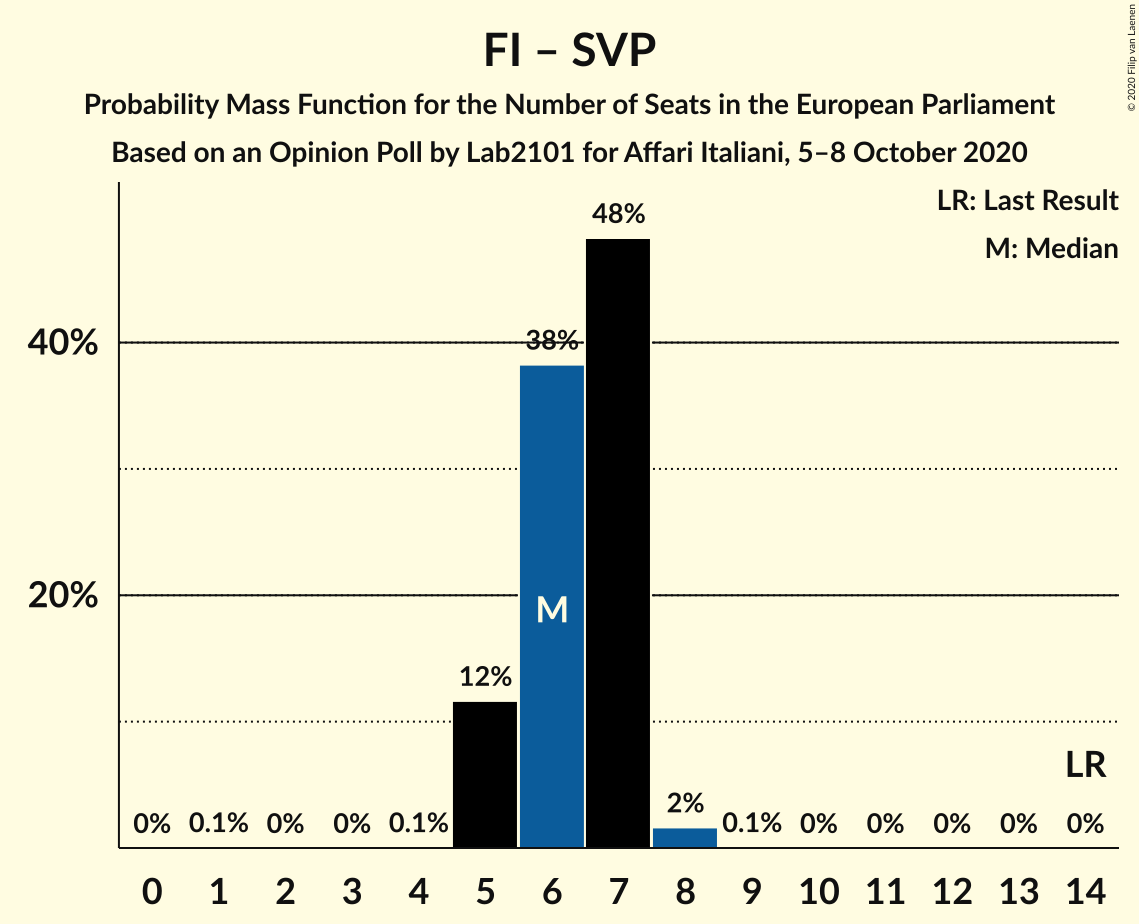 FI – SVP
Probability Mass Function for the Number of Seats in the European Parliament
Based on an Opinion Poll by Lab2101 for Affari Italiani, 5–8 October 2020
© 2020 Filip van Laenen
LR: Last Result
M: Median
48%
40%
38%
20%
M
12%
LR
2%
0% 0.1% 0% 0% 0.1% 0.1% 0% 0% 0% 0% 0%
0 1 2 3 4 5 6 7 8 9 10 11 12 13 14